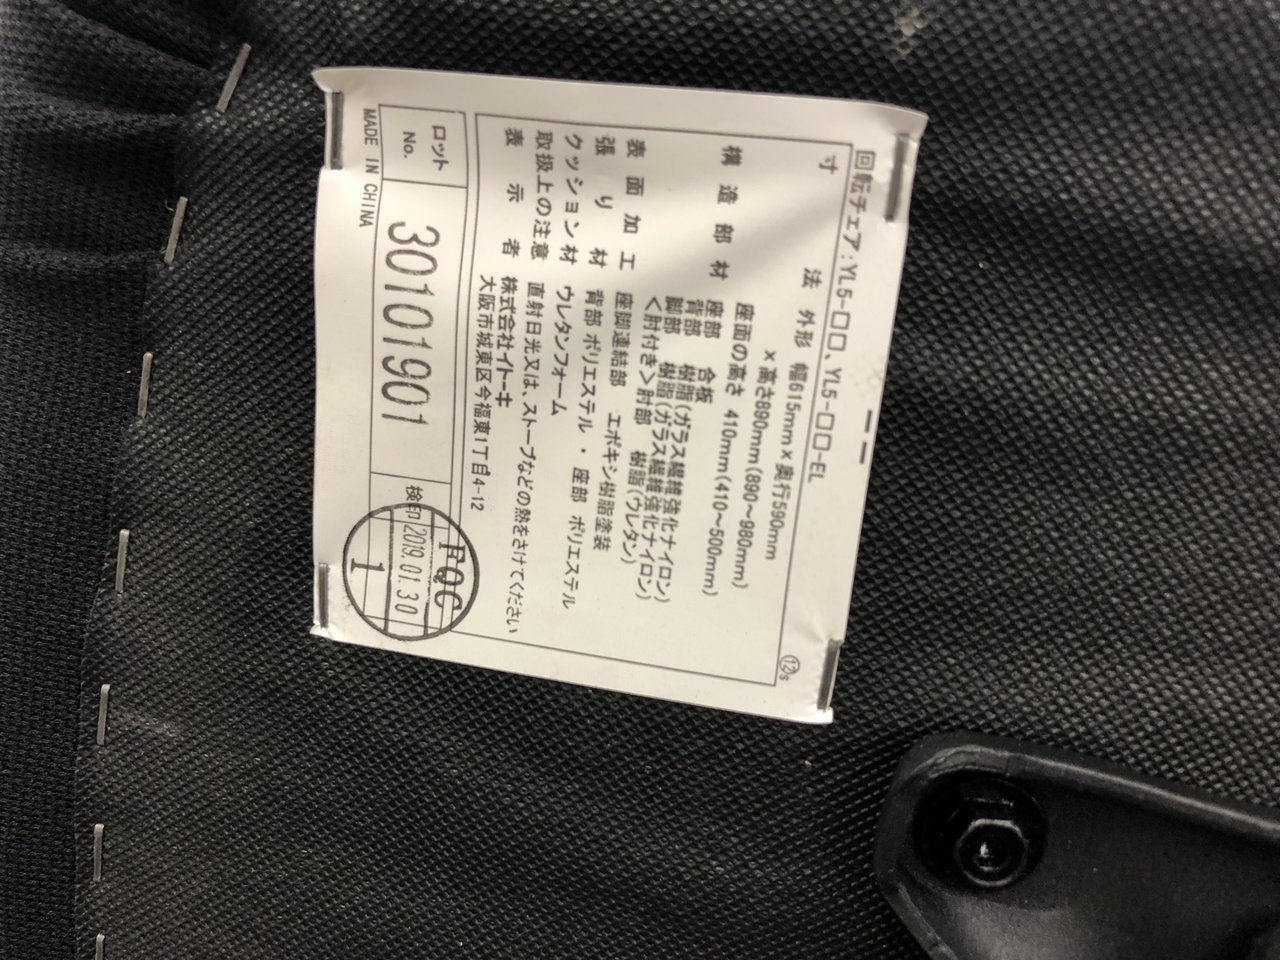 回転チェア:YL5-□□、YL5-□□-EL
寸法 外形 幅615mm×奥行590mm
×高さ890mm(890～980mm)
座面の高さ 410mm(410～500mm)
構造部材 座部 合板
背部 樹脂(ガラス繊維強化ナイロン)
脚部 樹脂(ガラス繊維強化ナイロン)
<肘付き>肘部 樹脂(ウレタン)
表面加工 座脚連結部 エポキシ樹脂塗装
張り材 背部 ポリエステル・座部 ポリエステル
クッション材 ウレタンフォーム
取扱上の注意 直射日光又は、ストーブなどの熱をさけてください
表示者 株式会社イトーキ
大阪市城東区今福東1丁目4-12
ロットNo. 30101901 検印
FQC
2019.01.30
1
MADE IN CHINA
⑫s